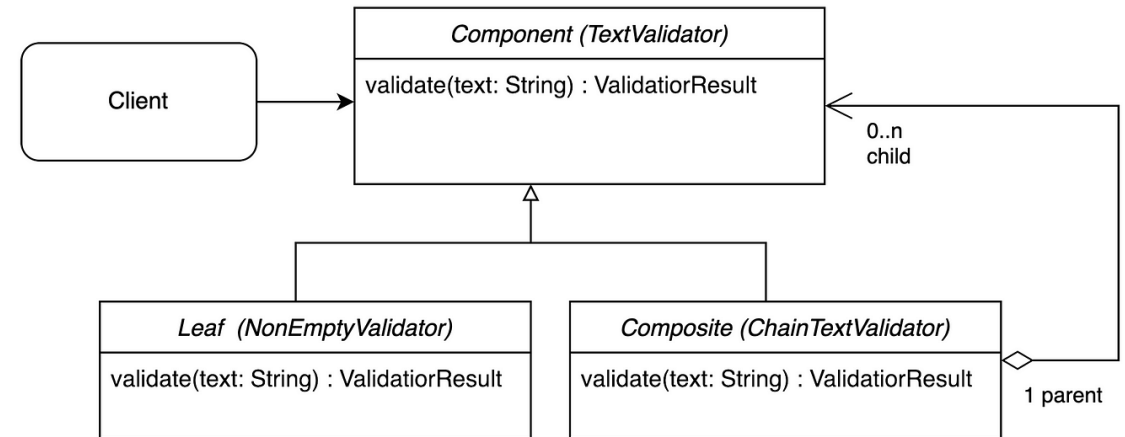 Client
Component (TextValidator)
validate(text: String) : ValidatiorResult
0..n
child
Leaf (NonEmptyValidator)
validate(text: String) : ValidatiorResult
Composite (ChainTextValidator)
validate(text: String) : ValidatiorResult
1 parent